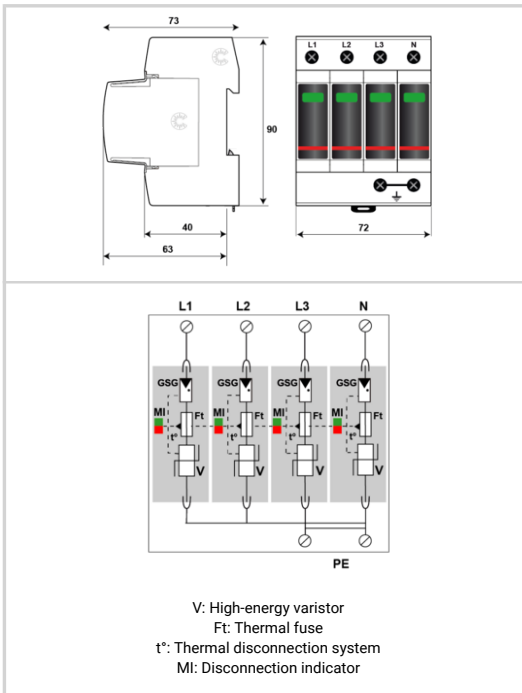 73
L1 L2 L3 N
90
40
63
72
L1 L2 L3 N
GSG GSG GSG GSG
MI Ft MI Ft MI Ft MI Ft
t° t° t° t°
V V V V
PE
V: High-energy varistor
Ft: Thermal fuse
t°: Thermal disconnection system
MI: Disconnection indicator